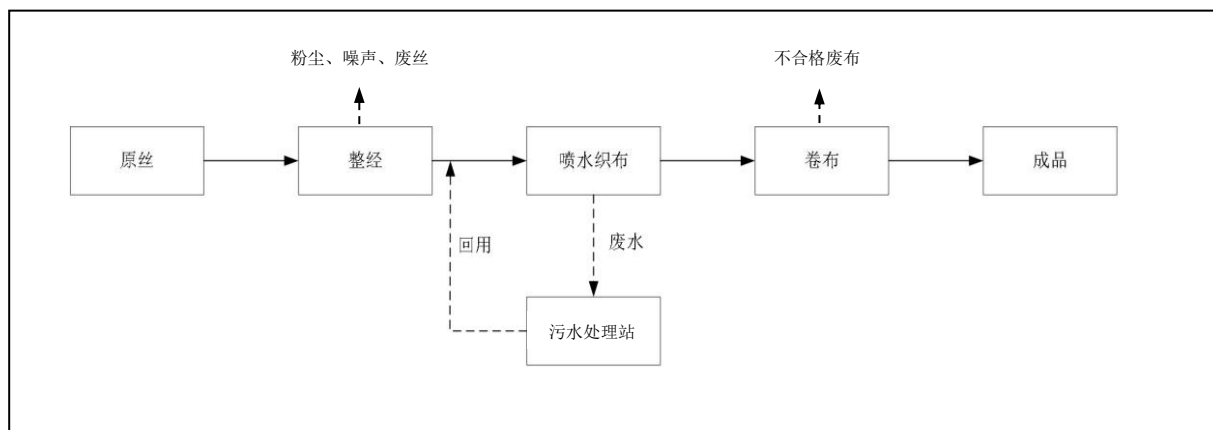 粉尘、噪声、废丝
不合格废布
原丝
整经
喷水织布
卷布
成品
回用
废水
污水处理站